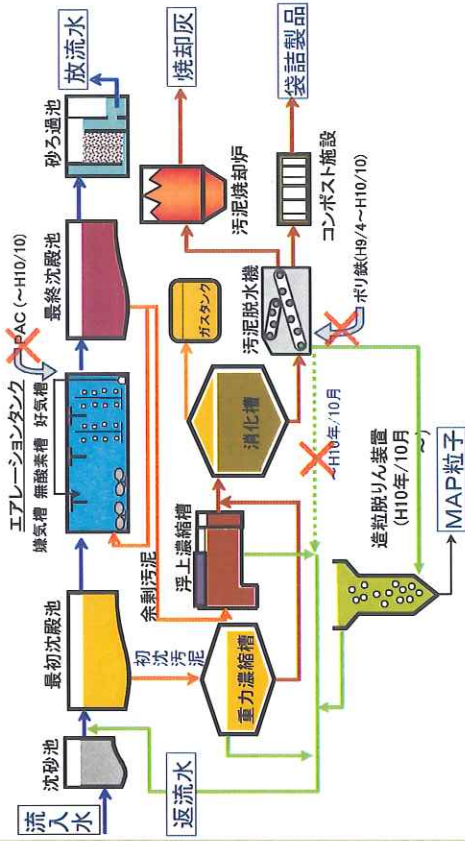 流入水
沈砂池
最初沈殿池
エアレーションタンク
嫌気槽 無酸素槽 好気槽
PAC (～H10/10)
最終沈殿池
砂ろ過池
放流水
返流水
初沈汚泥
余剰汚泥
重力濃縮槽
浮上濃縮槽
消化槽
ガスタンク
汚泥脱水機
汚泥焼却炉
焼却灰
コンポスト施設
袋詰製品
ポリ鉄(H9/4～H10/10)
～H10年/10月
造粒脱りん装置
(H10年/10月
～)
MAP粒子